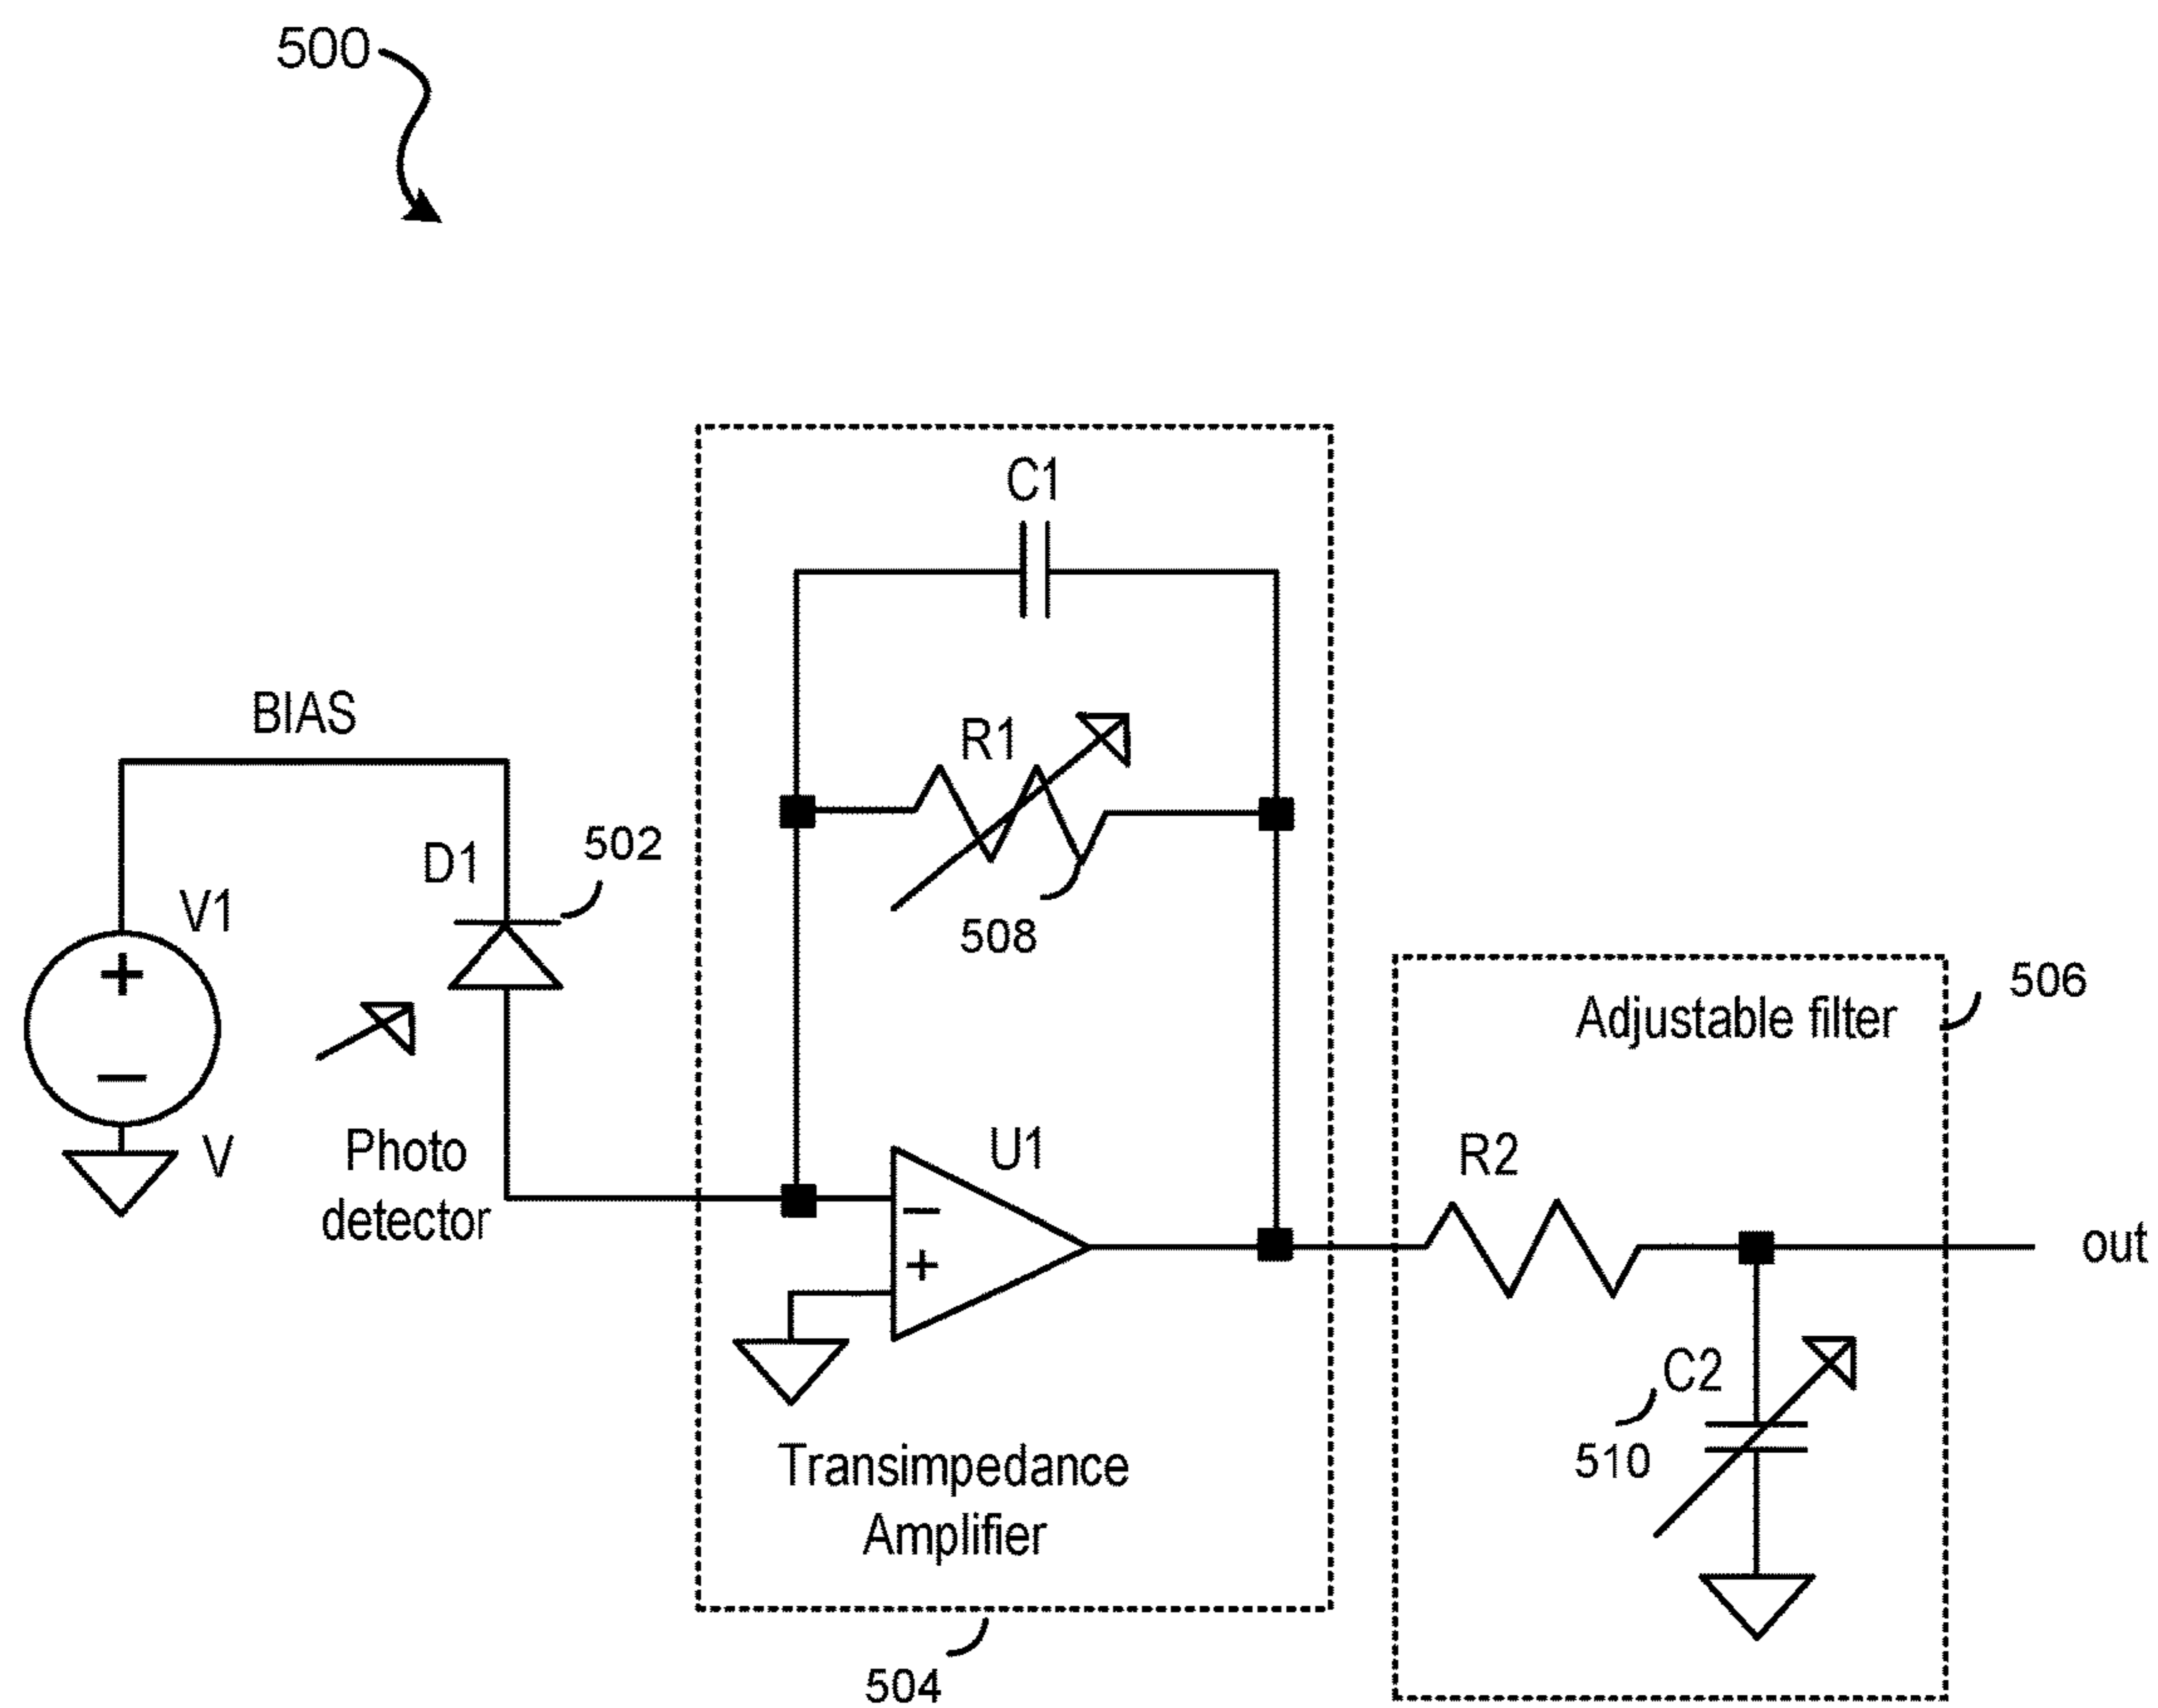 500
C1
BIAS
R1
D1
502
V1
508
506
Adjustable filter
V
Photo
detector
U1
R2
out
C2
510
Transimpedance
Amplifier
504
+
−
−
+